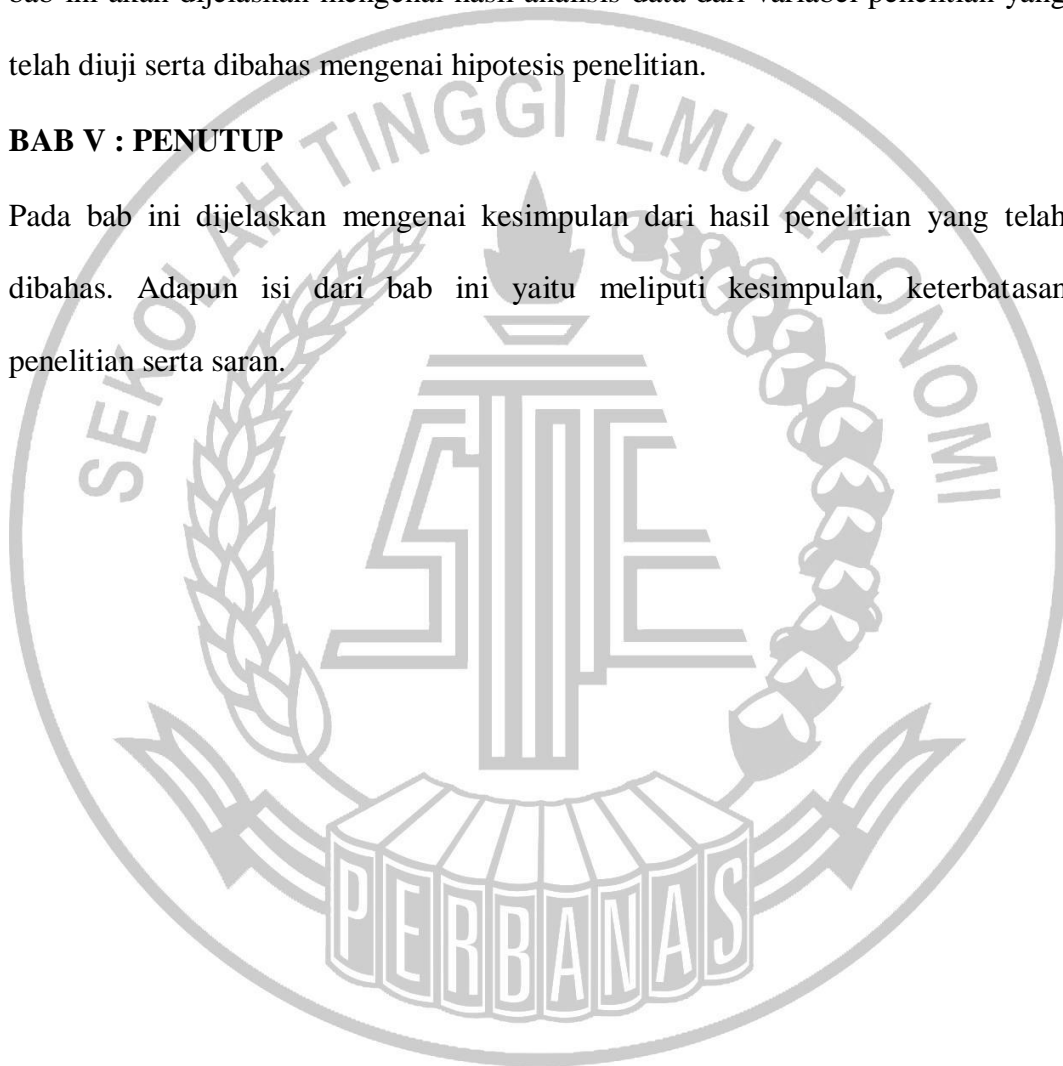 bab ini akan dijelaskan mengenai hasil analisis data dari variabel penelitian yang
telah diuji serta dibahas mengenai hipotesis penelitian.
BAB V : PENUTUP
Pada bab ini dijelaskan mengenai kesimpulan dari hasil penelitian yang telah
dibahas. Adapun isi dari bab ini yaitu meliputi kesimpulan, keterbatasan
penelitian serta saran.
SEKOLAH TINGGI ILMU EKONOMI
STIE
PERBANAS